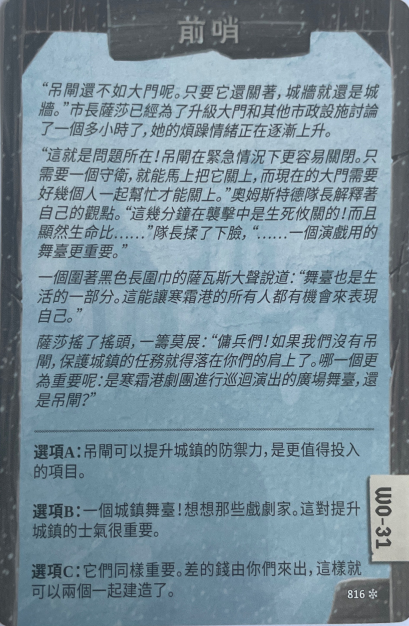 前哨
“吊閘還不如大門呢。只要它還關著，城牆就還是城
牆。”市長薩莎已經為了升級大門和其他市政設施討論
了一個多小時了，她的煩躁情緒正在逐漸上升。
“這就是問題所在！吊閘在緊急情況下更容易關閉。只
需要一個守衛，就能馬上把它關上，而現在的大門需要
好幾個人一起幫忙才能關上。”奧姆斯特德隊長解釋著
自己的觀點。“這幾分鐘在襲擊中是生死攸關的！而且
顯然生命比……”隊長揉了下臉，“……一個演戲用的
舞臺更重要。”
一個圍著黑色長圍巾的薩瓦斯大聲說道：“舞臺也是生
活的一部分。這能讓寒霜港的所有人都有機會來表現
自己。”
薩莎搖了搖頭，一籌莫展：“傭兵們！如果我們沒有吊
閘，保護城鎮的任務就得落在你們的肩上了。哪一個更
為重要呢：是寒霜港劇團進行巡迴演出的廣場舞臺，還
是吊閘？”
選項A：吊閘可以提升城鎮的防禦力，是更值得投入
的項目。
選項B：一個城鎮舞臺！想想那些戲劇家。這對提升
城鎮的士氣很重要。
選項C：它們同樣重要。差的錢由你們來出，這樣就
可以兩個一起建造了。
WO-31
816